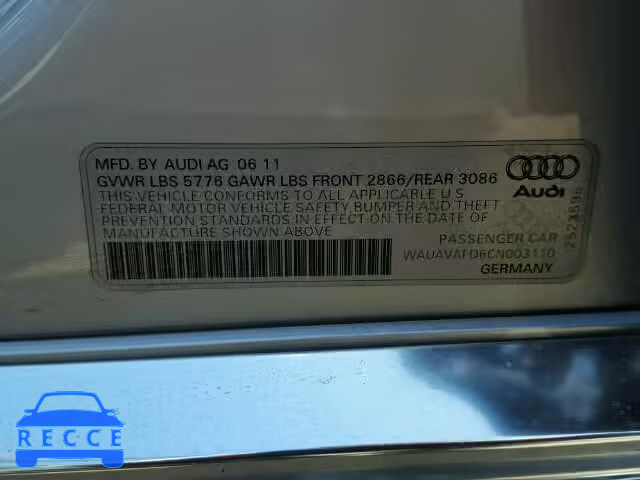 MFD. BY AUDI AG 06 11
GVWR LBS 5776 GAWR LBS FRONT 2866/REAR 3086
THIS VEHICLE CONFORMS TO ALL APPLICABLE U S
FEDERAL MOTOR VEHICLE SAFETY BUMPER AND THEFT
PREVENTION STANDARDS IN EFFECT ON THE DATE OF
MANUFACTURE SHOWN ABOVE
Audi
PASSENGER CAR
WAUAVAFD6CN003110
GERMANY
RECCE